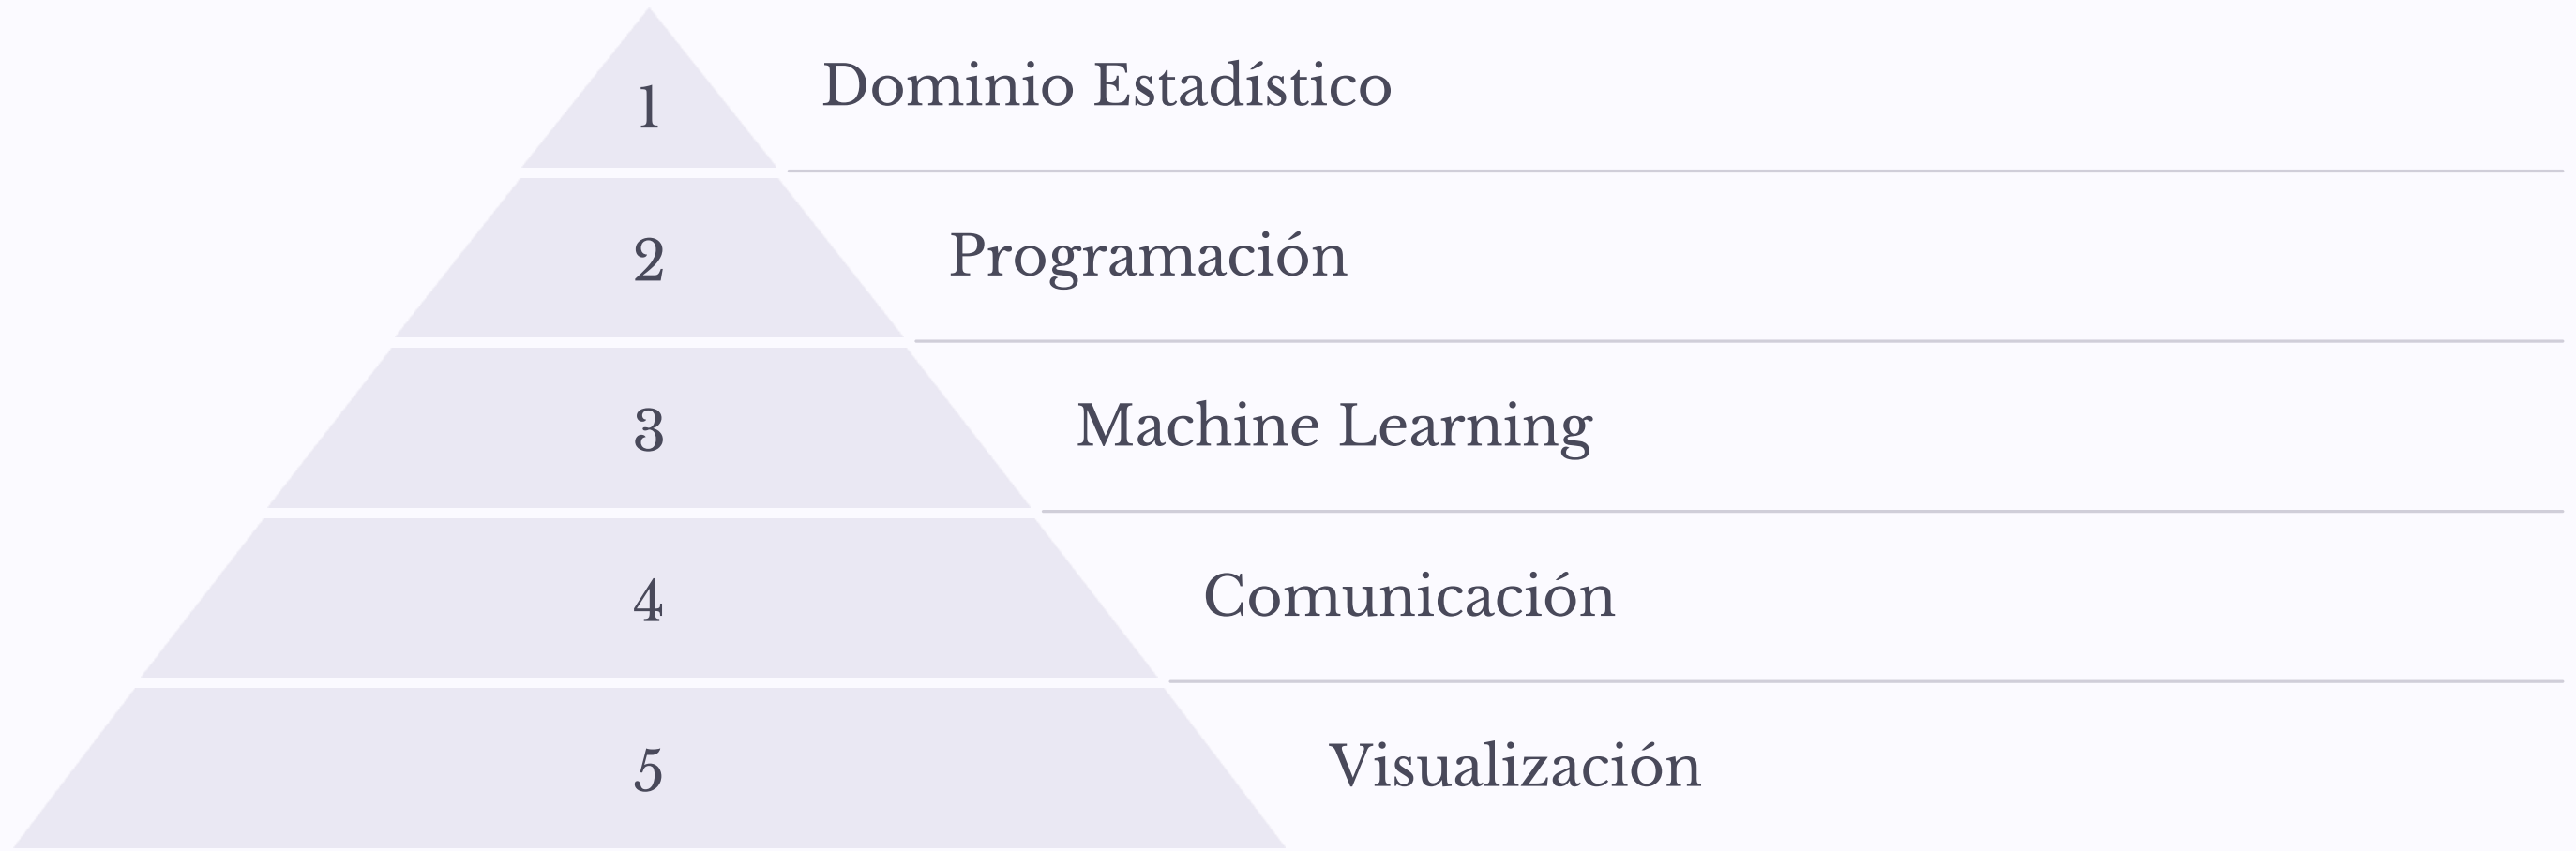 1 Dominio Estadístico
2 Programación
3 Machine Learning
4 Comunicación
5 Visualización